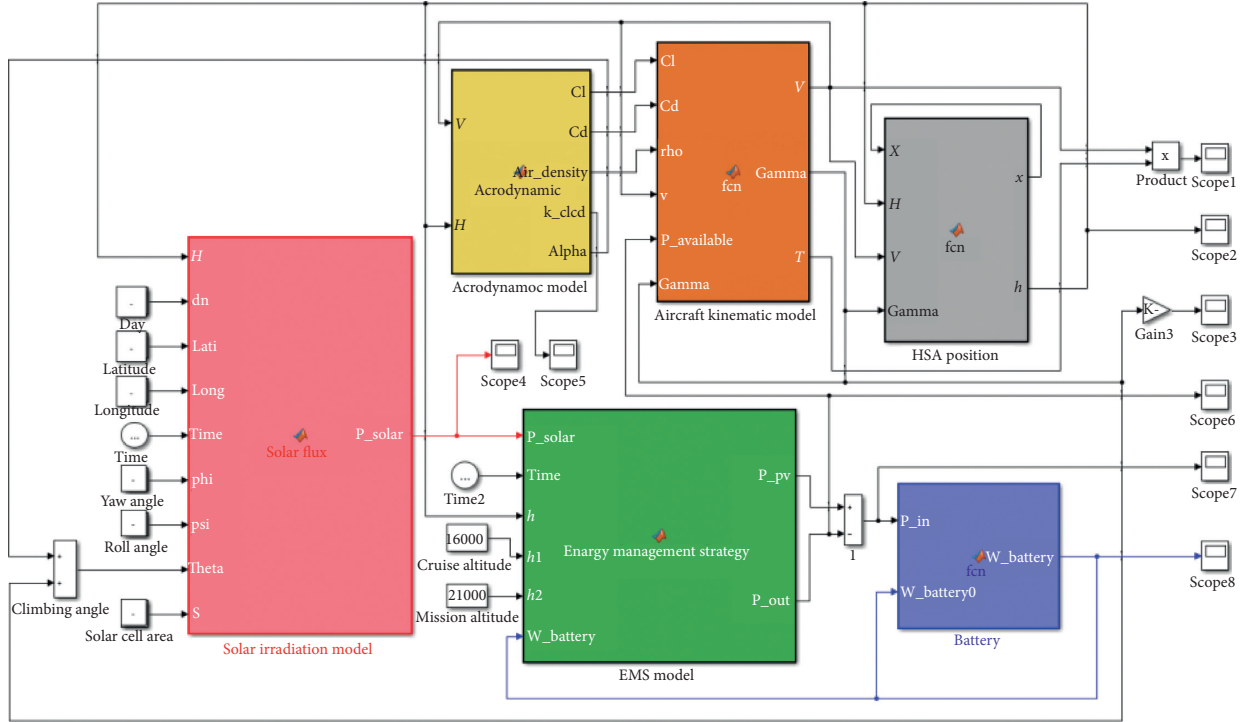 H
dn
Lati
Long
Time
phi
psi
Theta
S
Solar flux
P_solar
Solar irradiation model
Day
Latitude
Longitude
...
Time
Yaw angle
Roll angle
+
+
Climbing angle
Solar cell area
V
H
Acrodynamic
Cl
Cd
Air_density
k_clcd
Alpha
Acrodynamoc model
Cl
Cd
rho
v
P_available
Gamma
fcn
V
Gamma
T
Aircraft kinematic model
X
H
V
Gamma
fcn
x
h
HSA position
x
Product
K-
Gain3
Scope1
Scope2
Scope3
Scope4
Scope5
Scope6
Scope7
Scope8
...
Time2
16000
Cruise altitude
21000
Mission altitude
P_solar
Time
h
h1
h2
W_battery
Enargy management strategy
P_pv
P_out
EMS model
+
−
1
P_in
W_battery0
fcn
W_battery
Battery